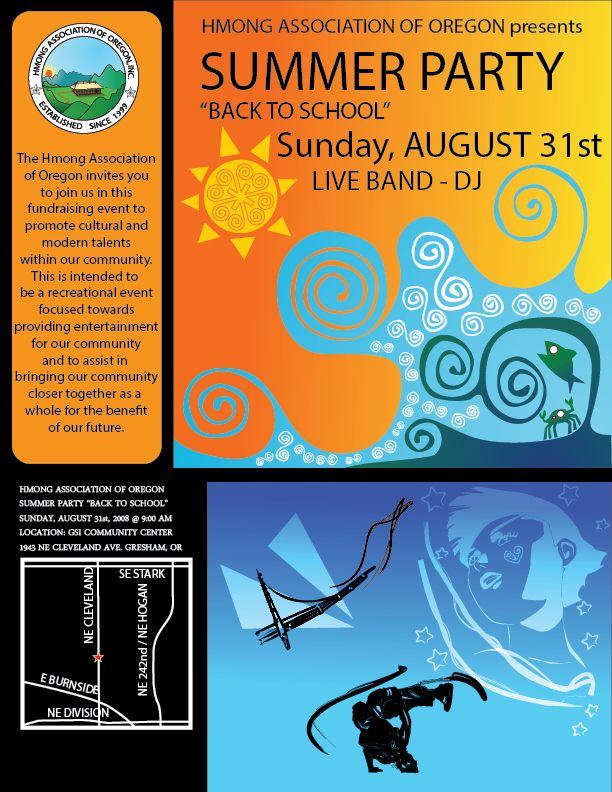 HMONG ASSOCIATION OF OREGON, INC.
ESTABLISHED SINCE 1999
The Hmong Association
of Oregon invites you
to join us in this
fundraising event to
promote cultural and
modern talents
within our community.
This is intended to
be a recreational event
focused towards
providing entertainment
for our community
and to assist in
bringing our community
closer together as a
whole for the benefit
of our future.
HMONG ASSOCIATION OF OREGON presents
SUMMER PARTY
“BACK TO SCHOOL”
Sunday, AUGUST 31st
LIVE BAND - DJ
HMONG ASSOCIATION OF OREGON
SUMMER PARTY “BACK TO SCHOOL”
SUNDAY, AUGUST 31st, 2008 @ 9:00 AM
LOCATION: GSI COMMUNITY CENTER
1943 NE CLEVELAND AVE. GRESHAM, OR
SE STARK
NE CLEVELAND
NE 242nd / NE HOGAN
E BURNSIDE
NE DIVISION